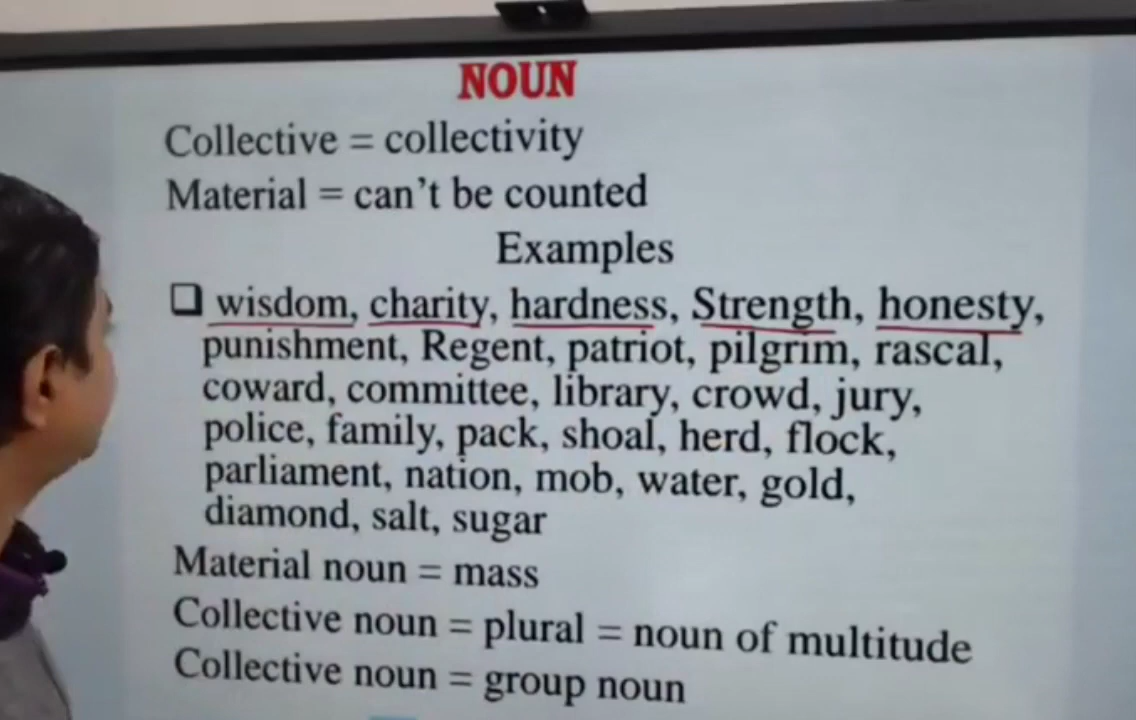 NOUN
Collective = collectivity
Material = can't be counted
Examples
❑ wisdom, charity, hardness, Strength, honesty,
punishment, Regent, patriot, pilgrim, rascal,
coward, committee, library, crowd, jury,
police, family, pack, shoal, herd, flock,
parliament, nation, mob, water, gold,
diamond, salt, sugar
Material noun = mass
Collective noun = plural = noun of multitude
Collective noun = group noun